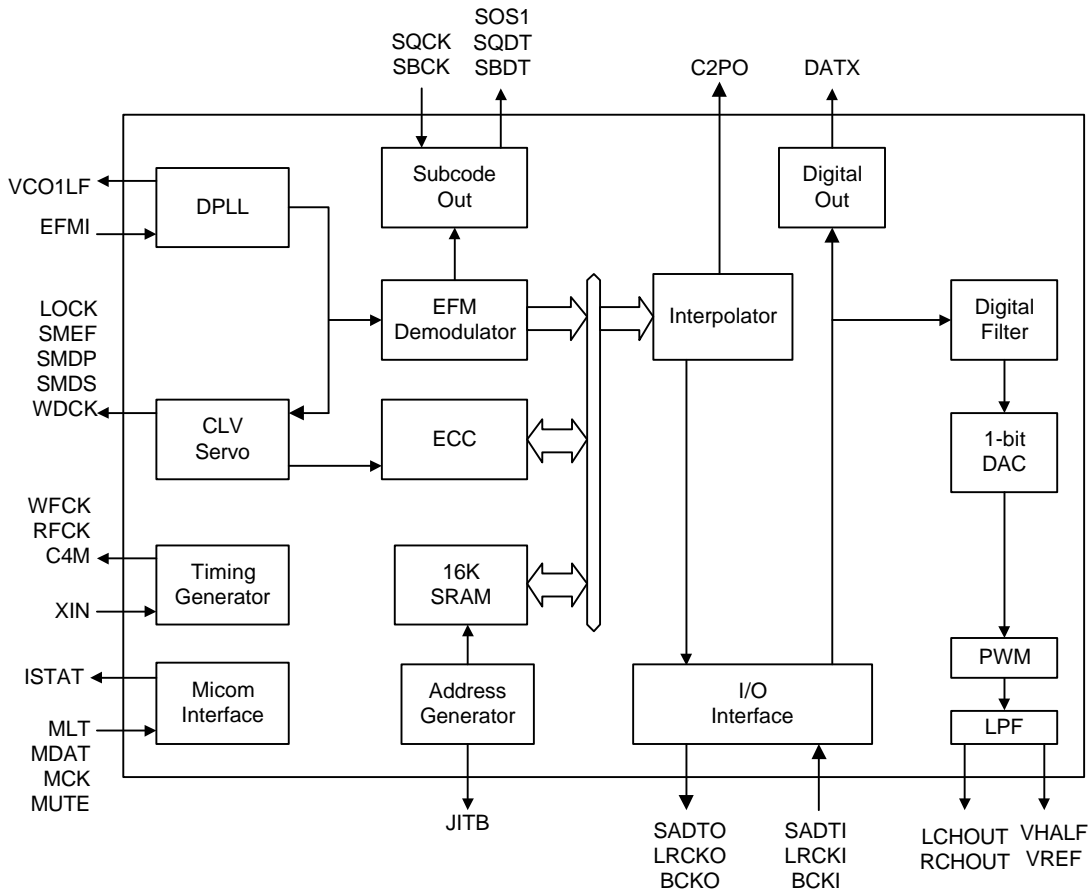 SOS1
SQCK
SQDT
SBCK
SBDT
C2PO
DATX
VCO1LF
EFMI
DPLL
Subcode
Out
Digital
Out
LOCK
SMEF
SMDP
SMDS
WDCK
EFM
Demodulator
Interpolator
Digital
Filter
CLV
Servo
ECC
1-bit
DAC
WFCK
RFCK
C4M
XIN
Timing
Generator
16K
SRAM
ISTAT
MLT
MDAT
MCK
MUTE
Micom
Interface
Address
Generator
I/O
Interface
PWM
LPF
JITB
SADTO
LRCKO
BCKO
SADTI
LRCKI
BCKI
LCHOUT
RCHOUT
VHALF
VREF